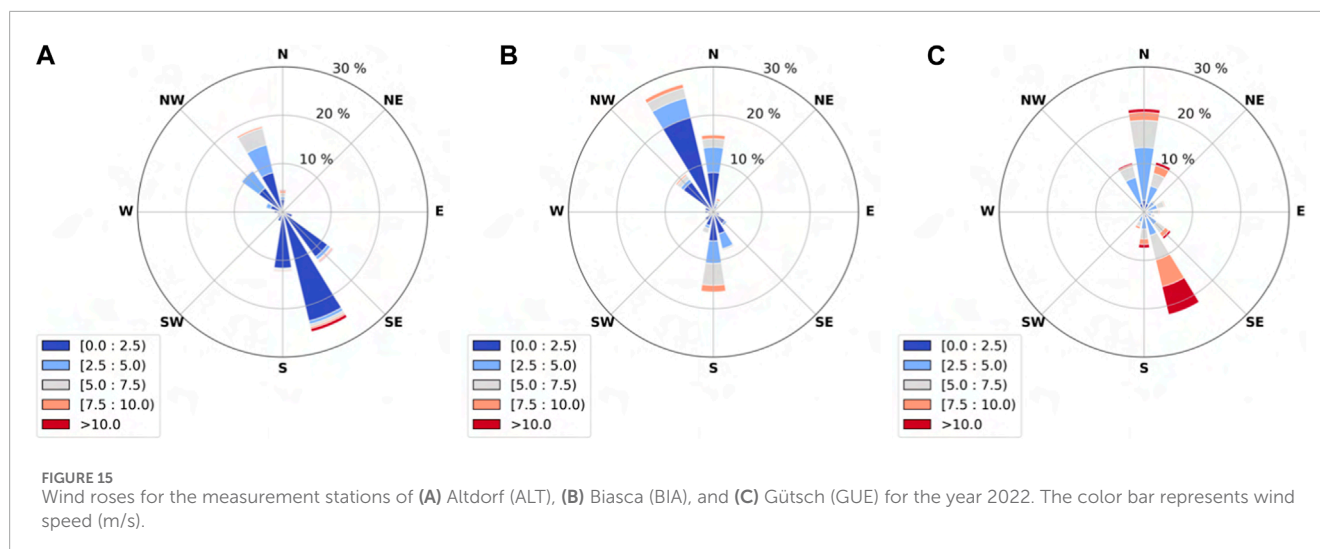 A
N
30 %
NW
NE
20 %
10 %
W
E
SW
SE
S
[0.0 : 2.5)
[2.5 : 5.0)
[5.0 : 7.5)
[7.5 : 10.0)
>10.0
B
N
30 %
NW
NE
20 %
10 %
W
E
SW
SE
S
[0.0 : 2.5)
[2.5 : 5.0)
[5.0 : 7.5)
[7.5 : 10.0)
>10.0
C
N
30 %
NW
NE
20 %
10 %
W
E
SW
SE
S
[0.0 : 2.5)
[2.5 : 5.0)
[5.0 : 7.5)
[7.5 : 10.0)
>10.0
FIGURE 15
Wind roses for the measurement stations of (A) Altdorf (ALT), (B) Biasca (BIA), and (C) Gütsch (GUE) for the year 2022. The color bar represents wind
speed (m/s).